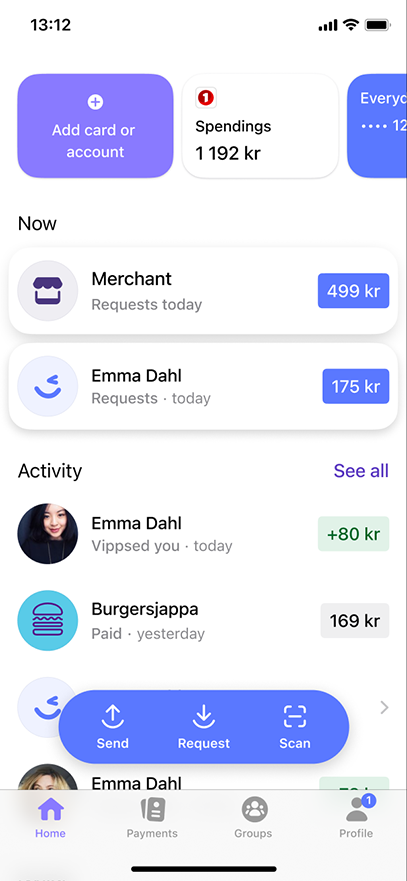 13:12
Add card or
account
1
Spendings
1 192 kr
Everyd
•••• 12
Now
Merchant
Requests today
499 kr
Emma Dahl
Requests · today
175 kr
Activity
See all
Emma Dahl
Vippsed you · today
+80 kr
Burgersjappa
Paid · yesterday
169 kr
Send
Request
Scan
Emma Dahl
Home
Payments
Groups
1
Profile